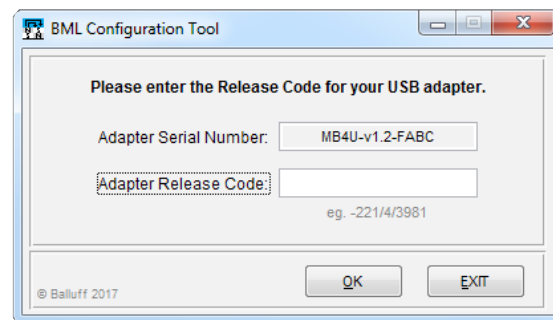 BML Configuration Tool
Please enter the Release Code for your USB adapter.
Adapter Serial Number: MB4U-v1.2-FABC
Adapter Release Code:
eg. -221/4/3981
© Balluff 2017
OK EXIT